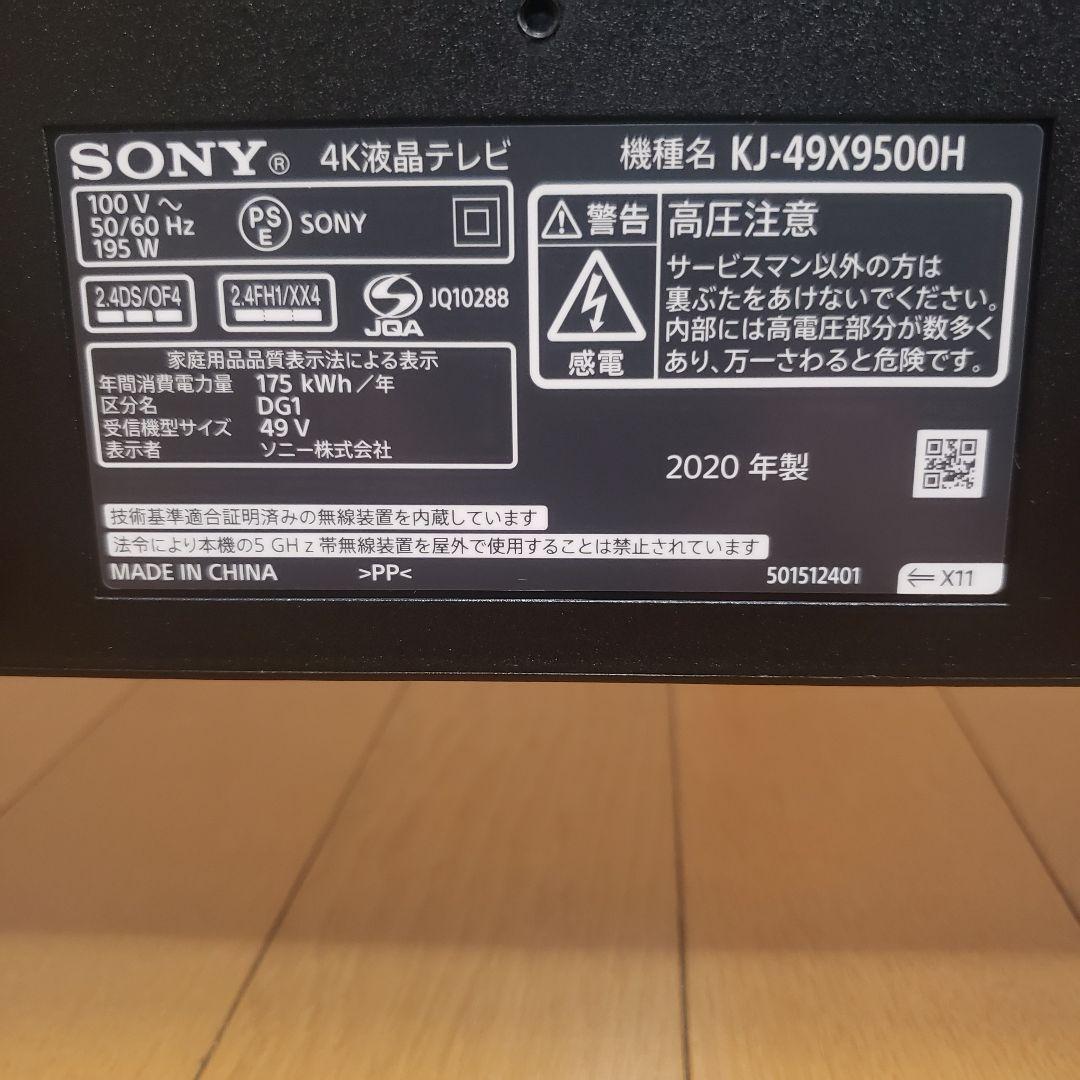 SONY® 4K液晶テレビ 機種名 KJ-49X9500H
100 V ～
50/60 Hz
195 W
PS
E
SONY
2.4DS/OF4
2.4FH1/XX4
JQA
JQ10288
家庭用品品質表示法による表示
年間消費電力量 175 kWh／年
区分名 DG1
受信機型サイズ 49 V
表示者 ソニー株式会社
警告
感電
高圧注意
サービスマン以外の方は
裏ぶたをあけないでください。
内部には高電圧部分が数多く
あり、万一さわると危険です。
2020 年製
技術基準適合証明済みの無線装置を内蔵しています
法令により本機の5 GHz帯無線装置を屋外で使用することは禁止されています
MADE IN CHINA >PP< 501512401 ⇐ X11